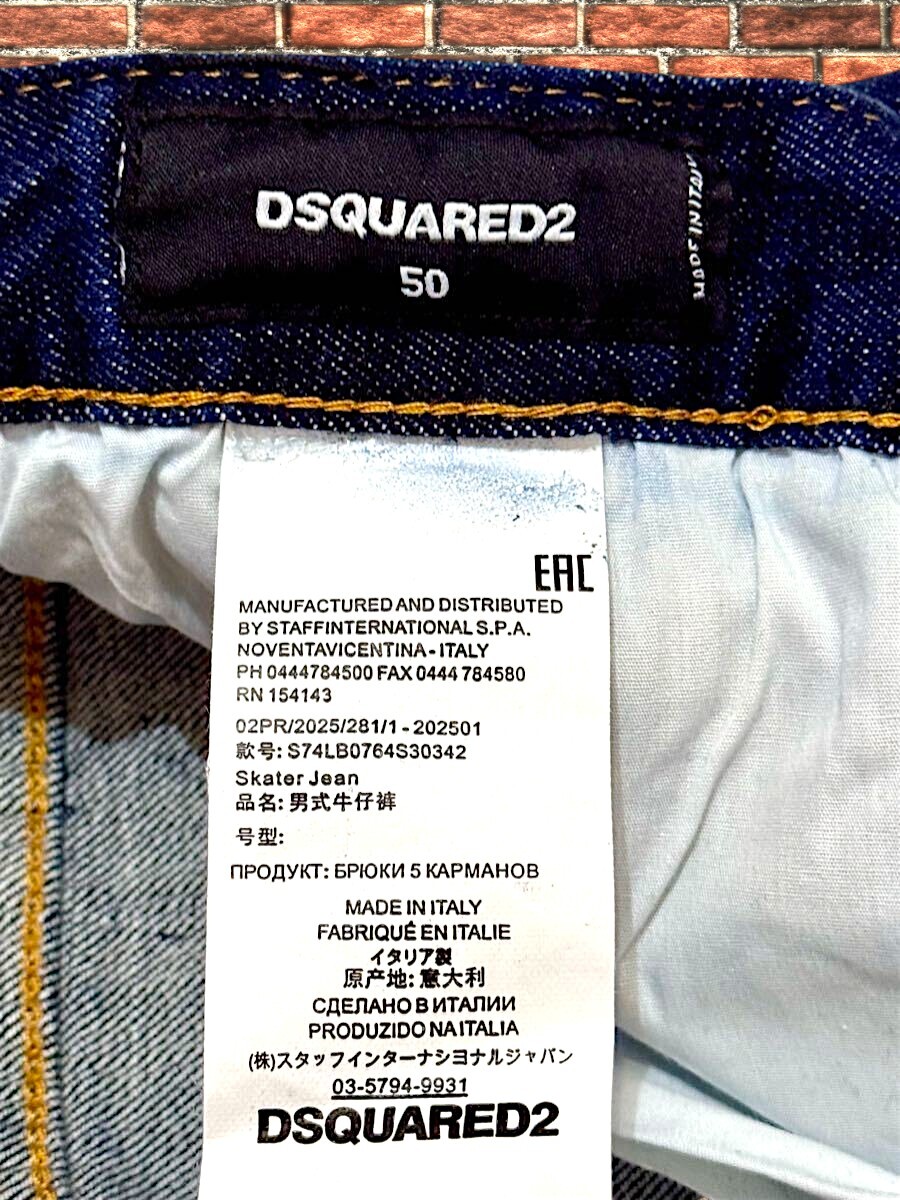 DSQUARED2
50
MADE IN ITALY
EAC
MANUFACTURED AND DISTRIBUTED
BY STAFFINTERNATIONAL S.P.A.
NOVENTAVICENTINA - ITALY
PH 0444784500 FAX 0444 784580
RN 154143
02PR/2025/281/1 - 202501
款号: S74LB0764S30342
Skater Jean
品名: 男式牛仔裤
号型:
ПРОДУКТ: БРЮКИ 5 КАРМАНОВ
MADE IN ITALY
FABRIQUÉ EN ITALIE
イタリア製
原产地: 意大利
СДЕЛАНО В ИТАЛИИ
PRODUZIDO NA ITALIA
(株)スタッフインターナシヨナルジャパン
03-5794-9931
DSQUARED2